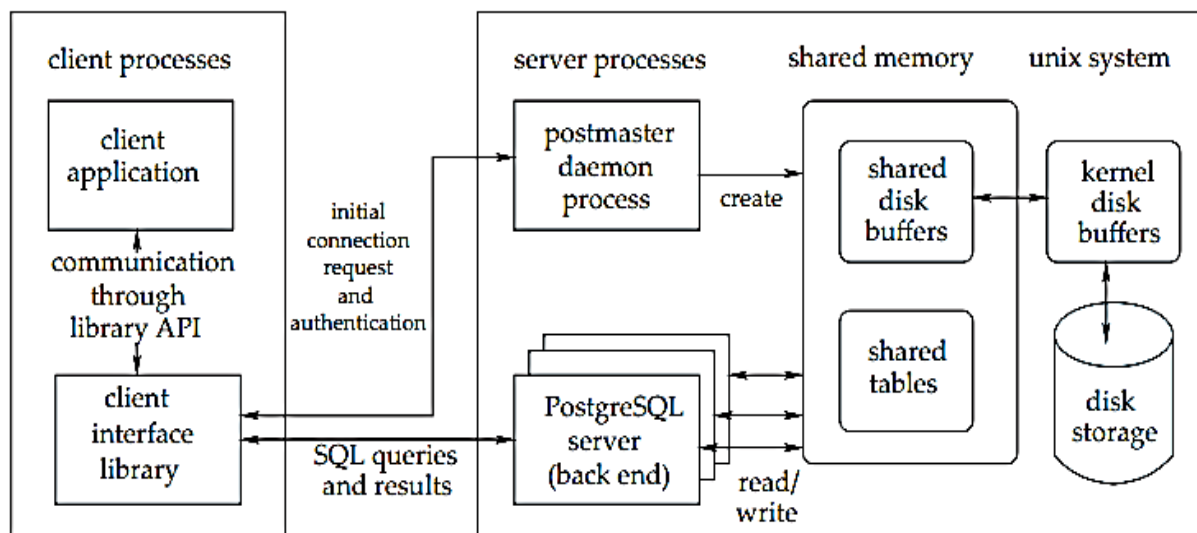 client processes
client
application
communication
through
library API
client
interface
library
initial
connection
request
and
authentication
SQL queries
and results
server processes
postmaster
daemon
process
create
PostgreSQL
server
(back end)
read/
write
shared memory
shared
disk
buffers
shared
tables
unix system
kernel
disk
buffers
disk
storage